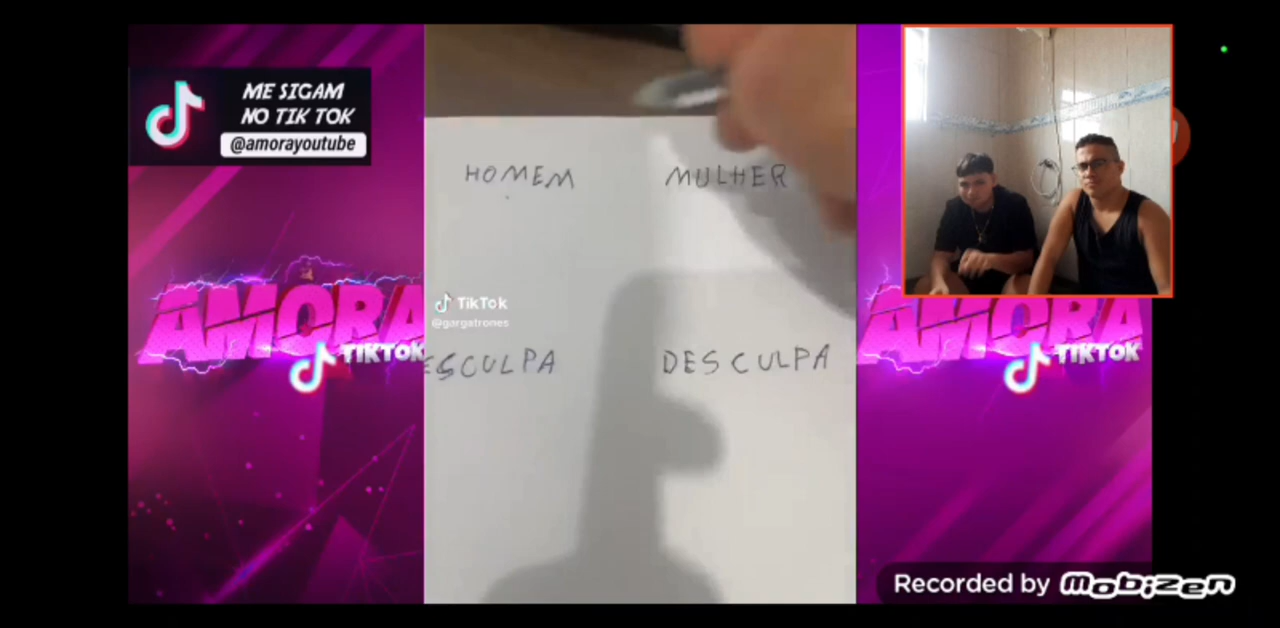 ME SIGAM
NO TIK TOK
@amorayoutube
HOMEM MULHER
TikTok
@gargatrones
AMORA
TIKTOK
AMORA
TIKTOK
ESCULPA DESCULPA
Recorded by mobizen